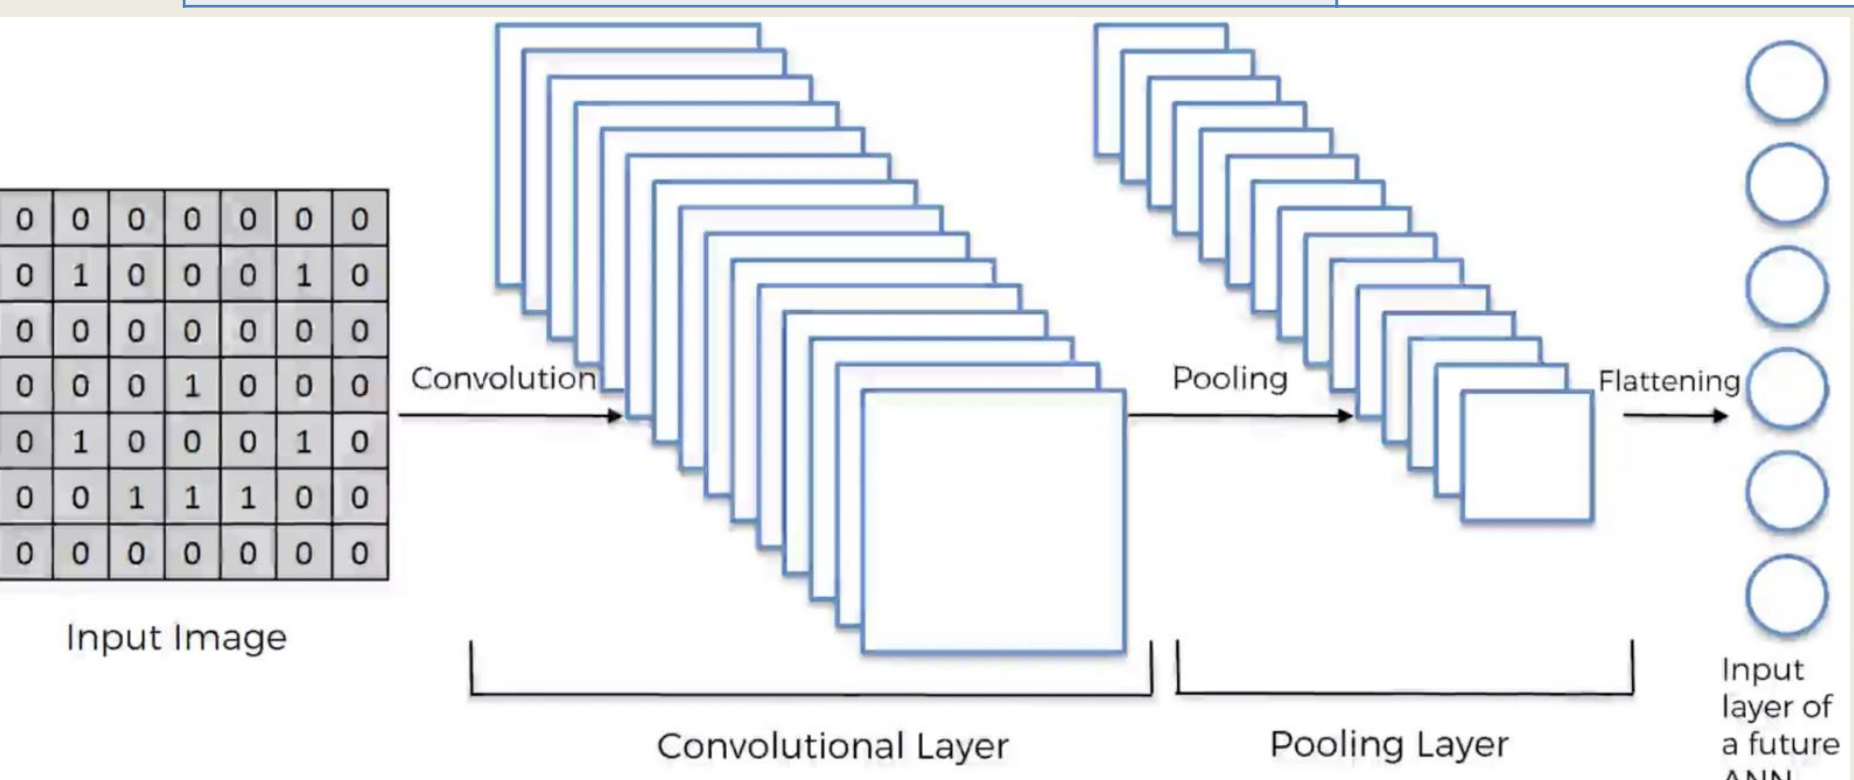 0 0 0 0 0 0 0
0 1 0 0 0 1 0
0 0 0 0 0 0 0
0 0 0 1 0 0 0
0 1 0 0 0 1 0
0 0 1 1 1 0 0
0 0 0 0 0 0 0
Input Image
Convolution
Convolutional Layer
Pooling
Pooling Layer
Flattening
Input
layer of
a future
ANN